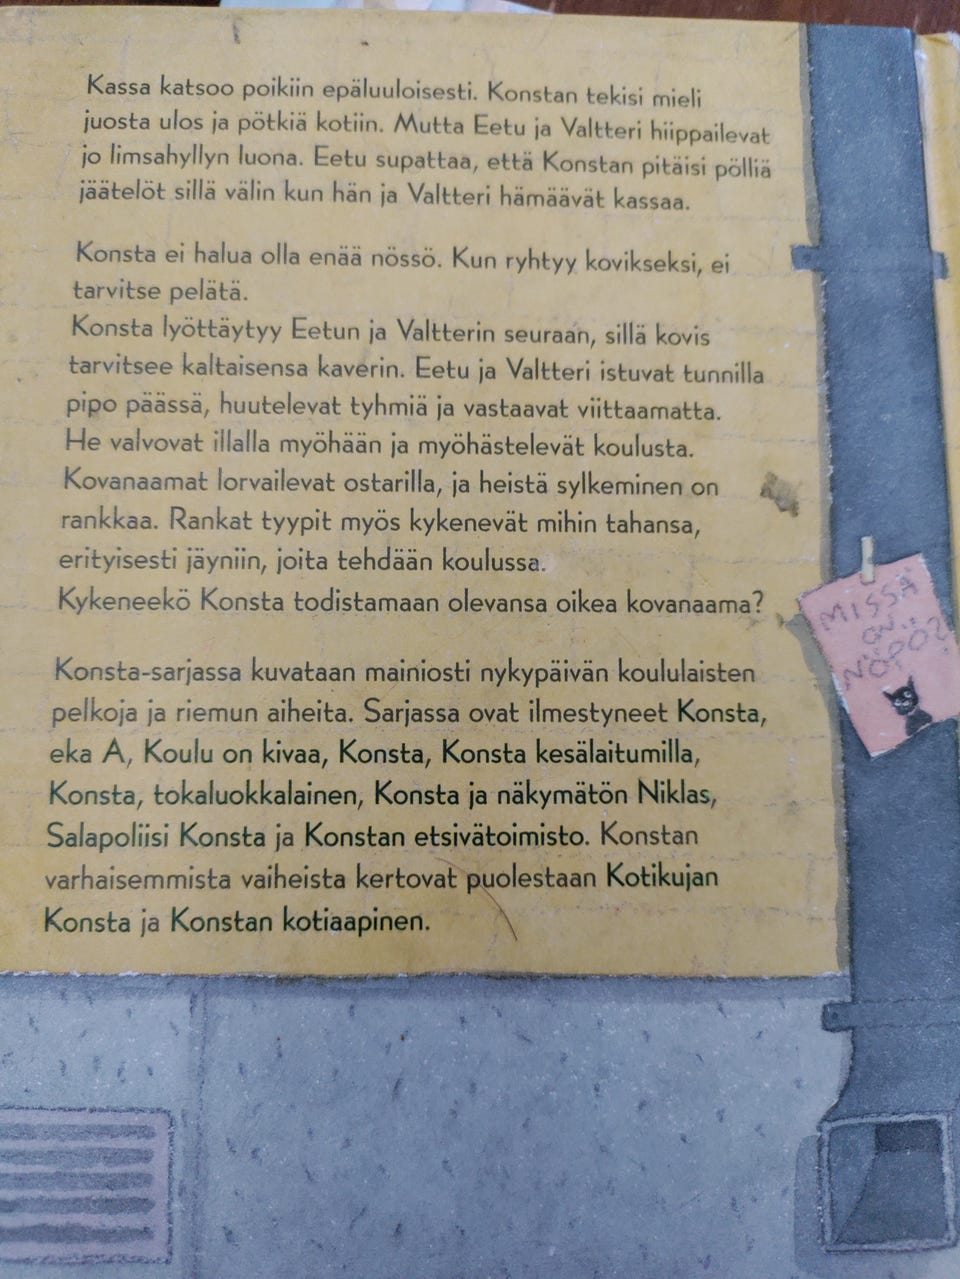 Kassa katsoo poikiin epäluuloisesti. Konstan tekisi mieli
juosta ulos ja pötkiä kotiin. Mutta Eetu ja Valtteri hiippailevat
jo limsahyllyn luona. Eetu supattaa, että Konstan pitäisi pölliä
jäätelöt sillä välin kun hän ja Valtteri hämäävät kassaa.
Konsta ei halua olla enää nössö. Kun ryhtyy kovikseksi, ei
tarvitse pelätä.
Konsta lyöttäytyy Eetun ja Valtterin seuraan, sillä kovis
tarvitsee kaltaisensa kaverin. Eetu ja Valtteri istuvat tunnilla
pipo päässä, huutelevat tyhmiä ja vastaavat viittaamatta.
He valvovat illalla myöhään ja myöhästelevät koulusta.
Kovanaamat lorvailevat ostarilla, ja heistä sylkeminen on
rankkaa. Rankat tyypit myös kykenevät mihin tahansa,
erityisesti jäyniin, joita tehdään koulussa.
Kykeneekö Konsta todistamaan olevansa oikea kovanaama?
Konsta-sarjassa kuvataan mainiosti nykypäivän koululaisten
pelkoja ja riemun aiheita. Sarjassa ovat ilmestyneet Konsta,
eka A, Koulu on kivaa, Konsta, Konsta kesälaitumilla,
Konsta, tokaluokkalainen, Konsta ja näkymätön Niklas,
Salapoliisi Konsta ja Konstan etsivätoimisto. Konstan
varhaisemmista vaiheista kertovat puolestaan Kotikujan
Konsta ja Konstan kotiaapinen.
MISSÄ
ON
NÖPÖ?